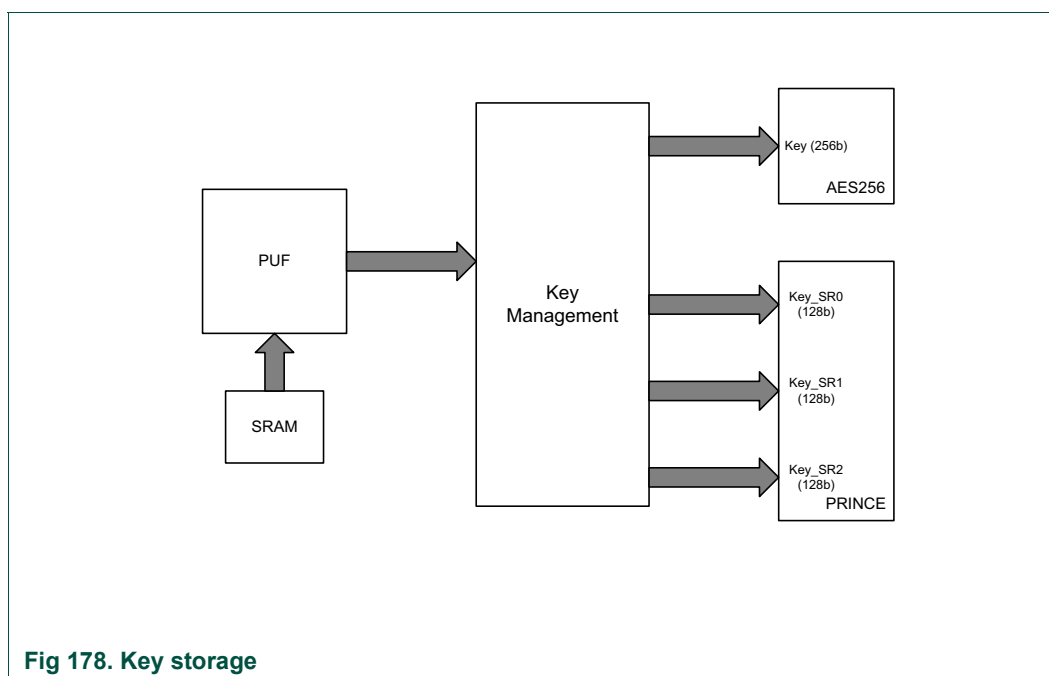 PUF
SRAM
Key
Management
Key (256b)
AES256
Key_SR0
(128b)
Key_SR1
(128b)
Key_SR2
(128b)
PRINCE
Fig 178. Key storage